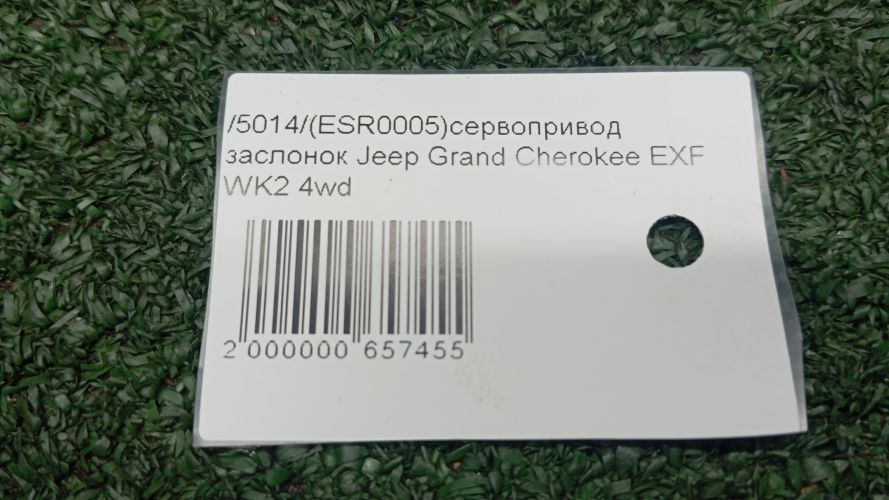 /5014/(ESR0005)сервопривод
заслонок Jeep Grand Cherokee EXF
WK2 4wd
2 000000 657455